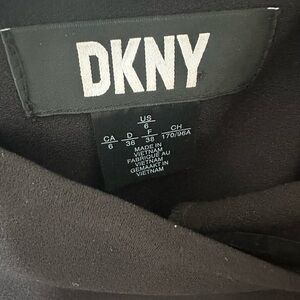 DKNY
US
6
CA D F CH
6 36 38 170/96A
MADE IN
VIETNAM
FABRIQUÉ AU
VIETNAM
GEMAAKT IN
VIETNAM